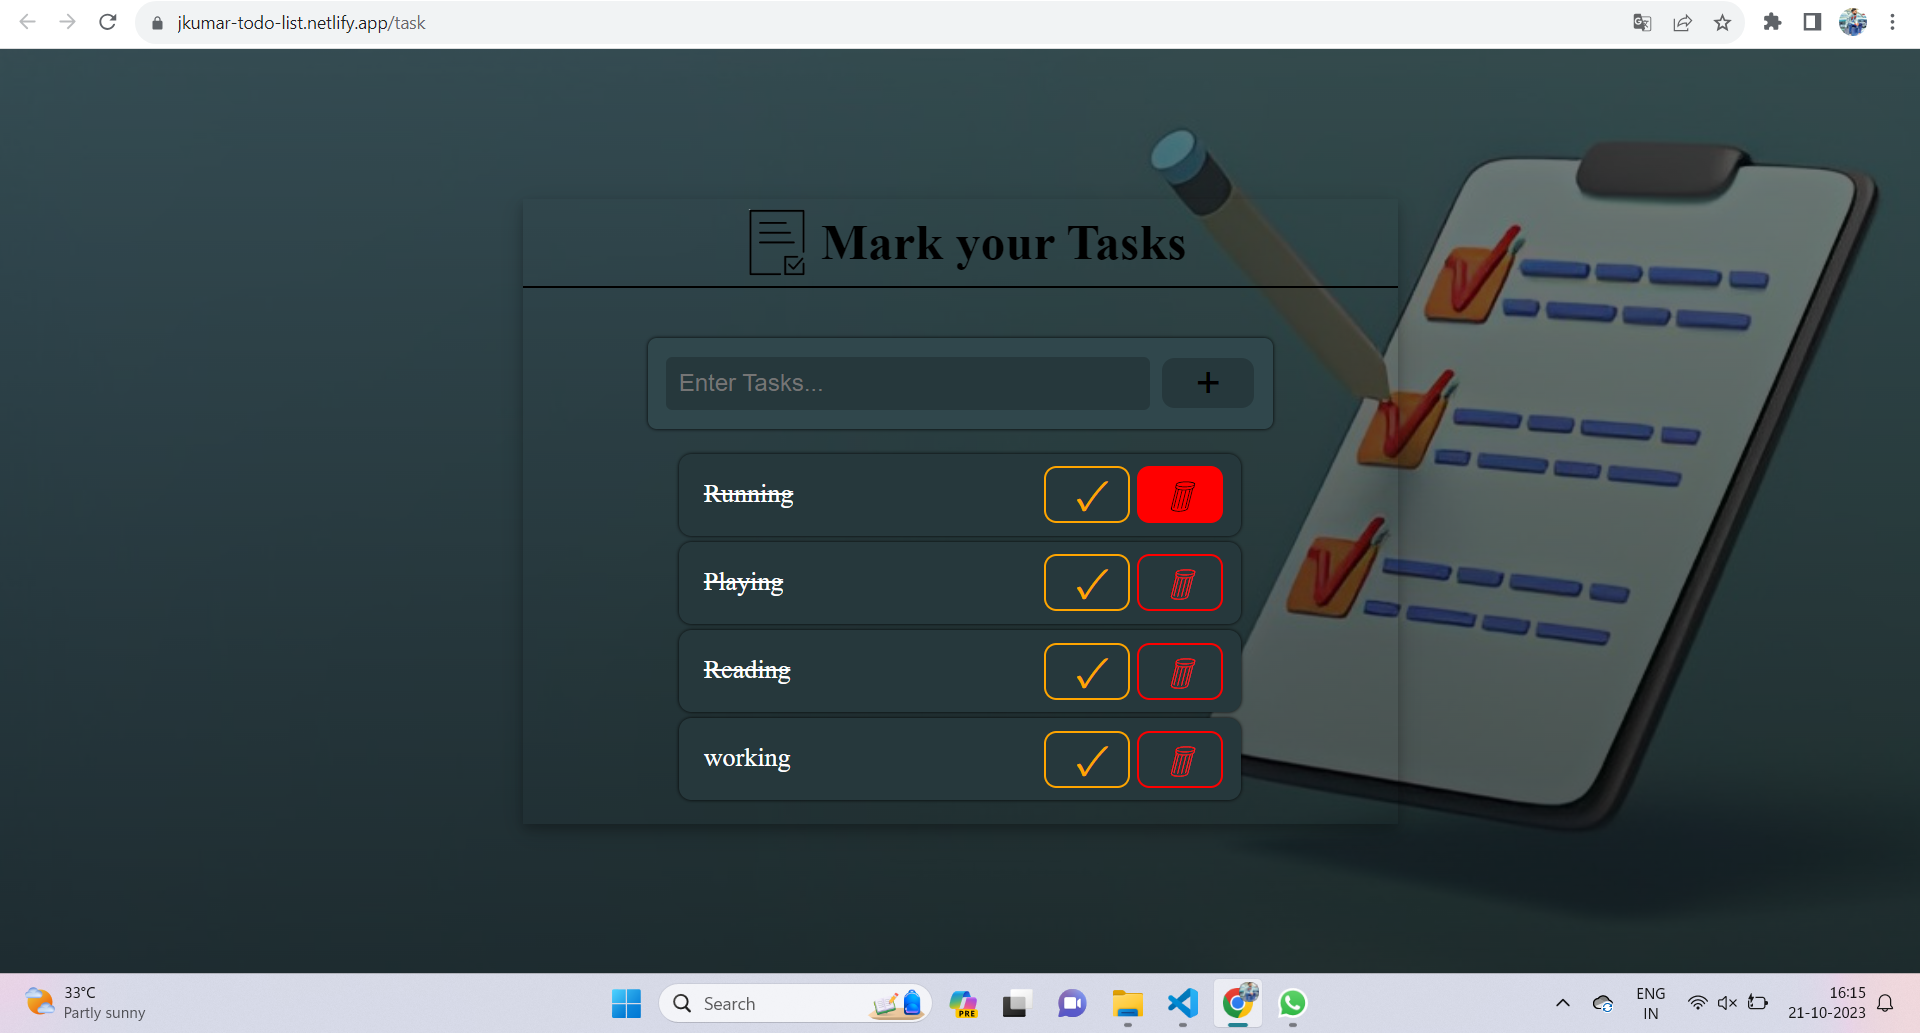 jkumar-todo-list.netlify.app/task
Mark your Tasks
Enter Tasks...
+
Running
Playing
Reading
working
33°C
Partly sunny
Search
PRE
ENG
IN
16:15
21-10-2023